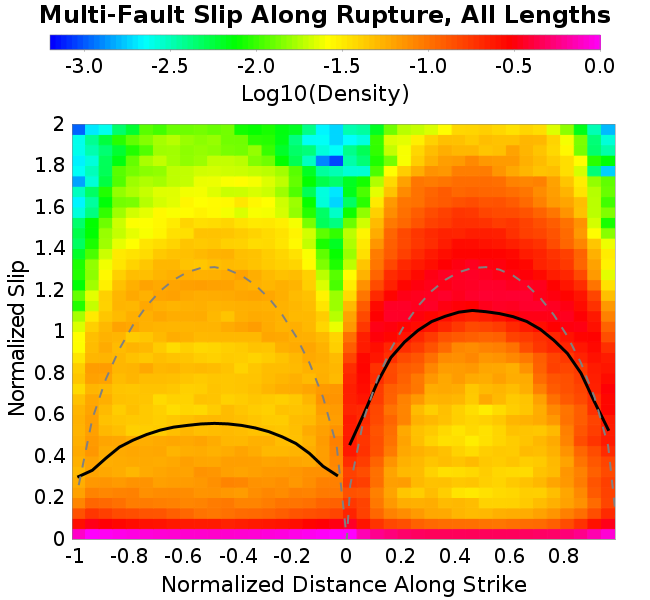 Multi-Fault Slip Along Rupture, All Lengths
-3.0 -2.5 -2.0 -1.5 -1.0 -0.5 0.0
Log10(Density)
2
1.8
1.6
1.4
1.2
1
0.8
0.6
0.4
0.2
0
Normalized Slip
-1 -0.8 -0.6 -0.4 -0.2 0 0.2 0.4 0.6 0.8
Normalized Distance Along Strike